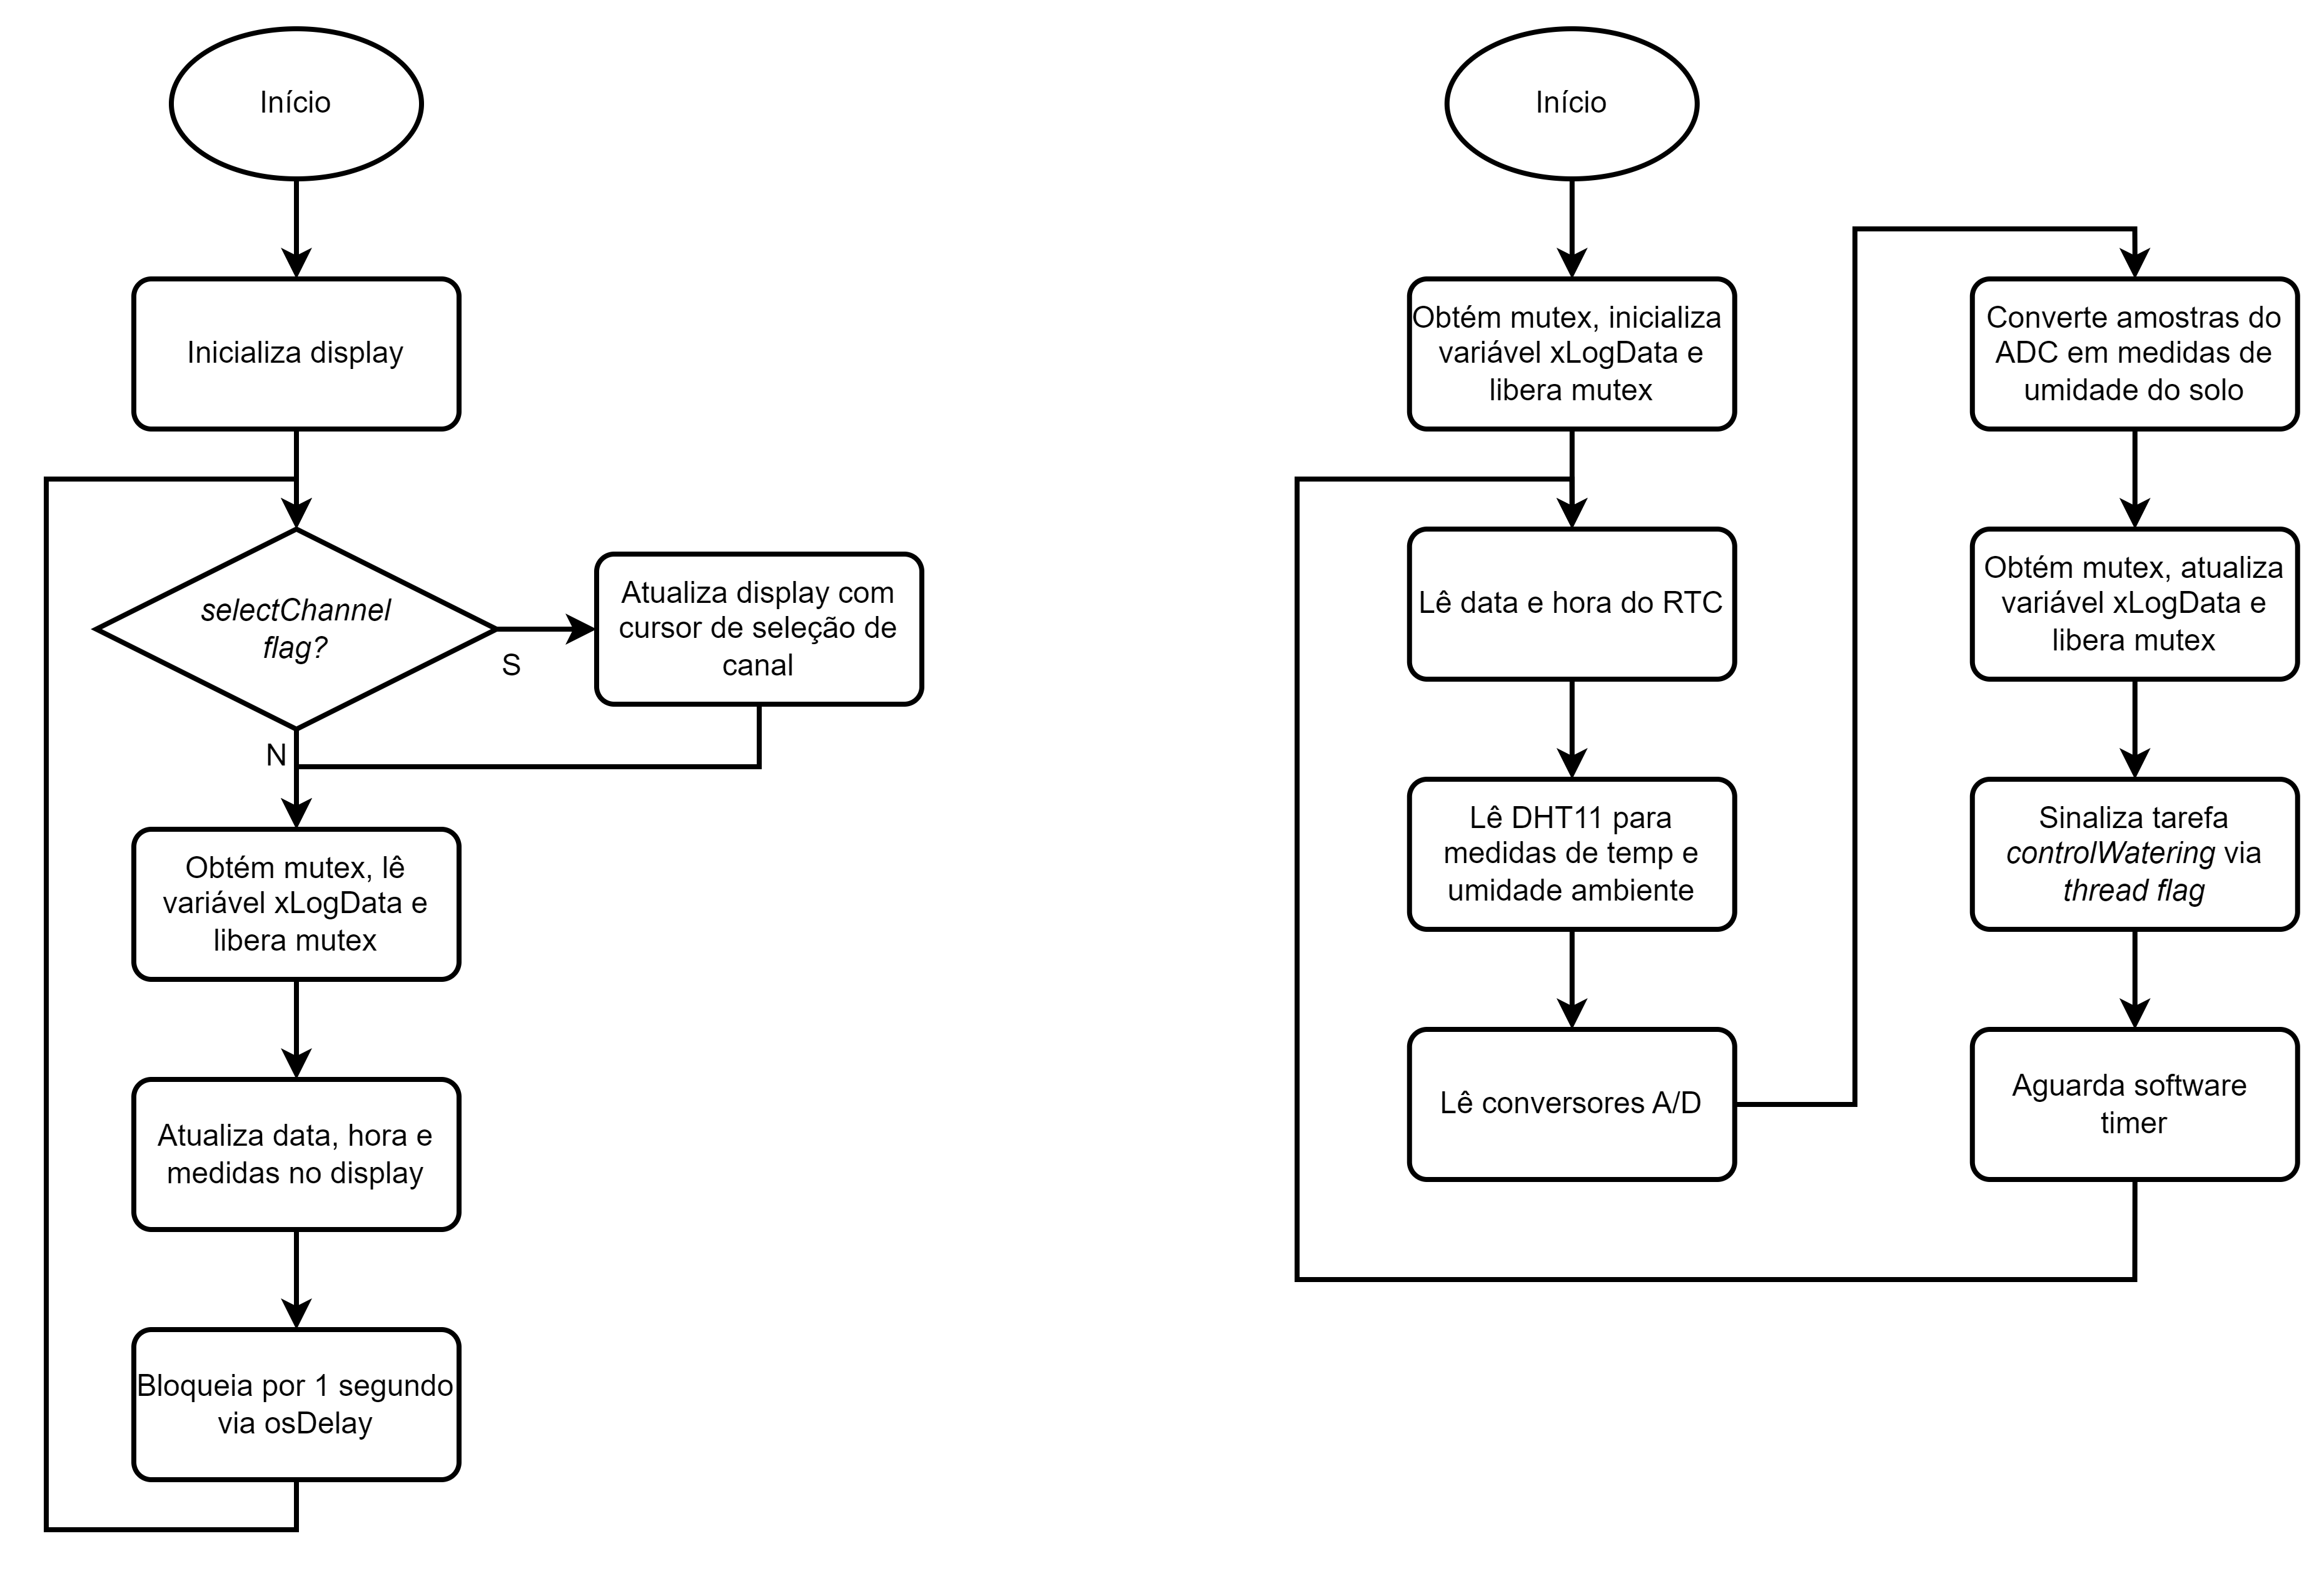 Início
Inicializa display
selectChannel
flag?
S
Atualiza display com
cursor de seleção de
canal
N
Obtém mutex, lê
variável xLogData e
libera mutex
Atualiza data, hora e
medidas no display
Bloqueia por 1 segundo
via osDelay
Início
Obtém mutex, inicializa
variável xLogData e
libera mutex
Lê data e hora do RTC
Lê DHT11 para
medidas de temp e
umidade ambiente
Lê conversores A/D
Converte amostras do
ADC em medidas de
umidade do solo
Obtém mutex, atualiza
variável xLogData e
libera mutex
Sinaliza tarefa
controlWatering via
thread flag
Aguarda software
timer